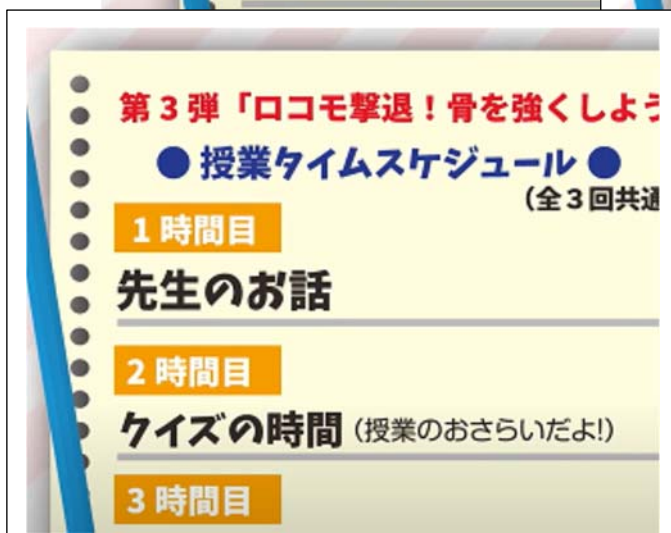 第3弾「ロコモ撃退！骨を強くしよう
● 授業タイムスケジュール ●
(全3回共通
1時間目
先生のお話
2時間目
クイズの時間 (授業のおさらいだよ!)
3時間目